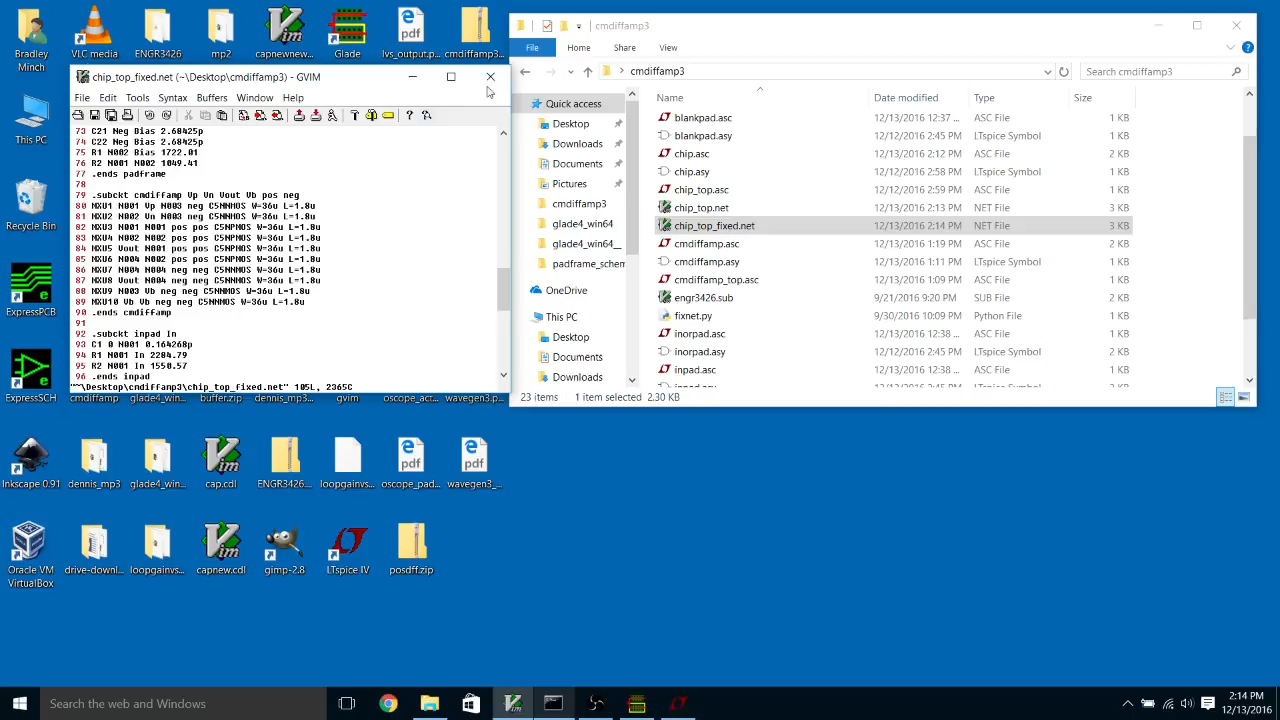 Bradley Minch
VLC media
ENGR3426
mp2
capnewnew...
Glade
lvs_output.p...
cmdiffamp3...
This PC
Recycle Bin
ExpressPCB
ExpressSCH
cmdiffamp
glade4_win...
buffer.zip
dennis_mp3...
gvim
oscope_act...
wavegen3.p...
Inkscape 0.91
dennis_mp3
glade4_win...
cap.cdl
ENGR3426....
loopgainvs...
oscope_pad...
wavegen3_...
Oracle VM VirtualBox
drive-downl...
loopgainvs...
capnew.cdl
gimp-2.8
LTspice IV
posdff.zip
chip_top_fixed.net (~\Desktop\cmdiffamp3) - GVIM
File Edit Tools Syntax Buffers Window Help
73 C21 Neg Bias 2.68425p
74 C22 Neg Bias 2.68425p
75 R1 N002 Bias 1722.01
76 R2 N001 N002 1049.41
77 .ends padframe
78
79 .subckt cmdiffamp Vp Vn Vout Vb pos neg
80 MXU1 N001 Vp N003 neg C5NNMOS W=36u L=1.8u
81 MXU2 N002 Vn N003 neg C5NNMOS W=36u L=1.8u
82 MXU3 N001 N001 pos pos C5NPMOS W=36u L=1.8u
83 MXU4 N002 N002 pos pos C5NPMOS W=36u L=1.8u
84 MXU5 Vout N001 pos pos C5NPMOS W=36u L=1.8u
85 MXU6 N004 N002 pos pos C5NPMOS W=36u L=1.8u
86 MXU7 N004 N004 neg neg C5NNMOS W=36u L=1.8u
87 MXU8 Vout N004 neg neg C5NNMOS W=36u L=1.8u
88 MXU9 N003 Vb neg neg C5NNMOS W=36u L=1.8u
89 MXU10 Vb Vb neg neg C5NNMOS W=36u L=1.8u
90 .ends cmdiffamp
91
92 .subckt inpad In
93 C1 0 N001 0.164268p
94 R1 N001 In 2204.79
95 R2 N001 In 1550.57
96 .ends inpad
"~\Desktop\cmdiffamp3\chip_top_fixed.net" 105L, 2365C
cmdiffamp3
File Home Share View
cmdiffamp3
Search cmdiffamp3
Quick access
Desktop
Downloads
Documents
Pictures
cmdiffamp3
glade4_win64
glade4_win64__
padframe_schem
OneDrive
This PC
Desktop
Documents
Downloads
Name Date modified Type Size
blankpad.asc 12/13/2016 12:37 ... ASC File 1 KB
blankpad.asy 12/12/2016 2:45 PM LTspice Symbol 1 KB
chip.asc 12/13/2016 2:12 PM ASC File 2 KB
chip.asy 12/12/2016 2:58 PM LTspice Symbol 1 KB
chip_top.asc 12/12/2016 2:59 PM ASC File 2 KB
chip_top.net 12/13/2016 2:13 PM NET File 3 KB
chip_top_fixed.net 12/13/2016 2:14 PM NET File 3 KB
cmdiffamp.asc 12/13/2016 1:19 PM ASC File 2 KB
cmdiffamp.asy 12/13/2016 1:11 PM LTspice Symbol 1 KB
cmdiffamp_top.asc 12/13/2016 1:09 PM ASC File 2 KB
engr3426.sub 9/21/2016 9:20 PM SUB File 1 KB
fixnet.py 9/30/2016 10:09 PM Python File 1 KB
inorpad.asc 12/13/2016 12:38 ... ASC File 1 KB
inorpad.asy 12/12/2016 2:45 PM LTspice Symbol 1 KB
inpad.asc 12/13/2016 12:38 ... ASC File 1 KB
23 items 1 item selected 2.30 KB
Search the web and Windows
2:14 PM
12/13/2016